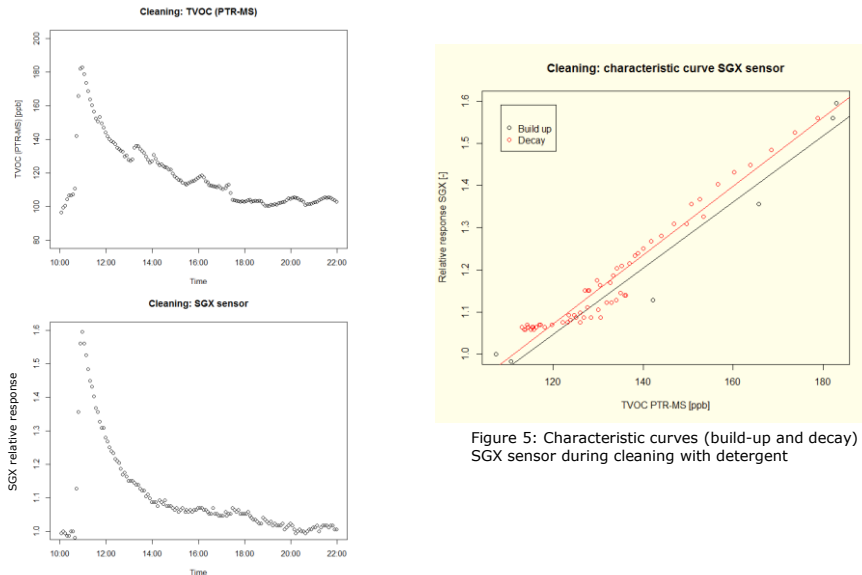 Cleaning: TVOC (PTR-MS)
TVOC (PTR-MS) [ppb]
200
180
160
140
120
100
80
10:00 12:00 14:00 16:00 18:00 20:00 22:00
Time
Cleaning: SGX sensor
SGX relative response
1.6
1.5
1.4
1.3
1.2
1.1
1.0
10:00 12:00 14:00 16:00 18:00 20:00 22:00
Time
Cleaning: characteristic curve SGX sensor
Build up
Decay
Relative response SGX [-]
1.6
1.5
1.4
1.3
1.2
1.1
1.0
120 140 160 180
TVOC PTR-MS [ppb]
Figure 5: Characteristic curves (build-up and decay)
SGX sensor during cleaning with detergent